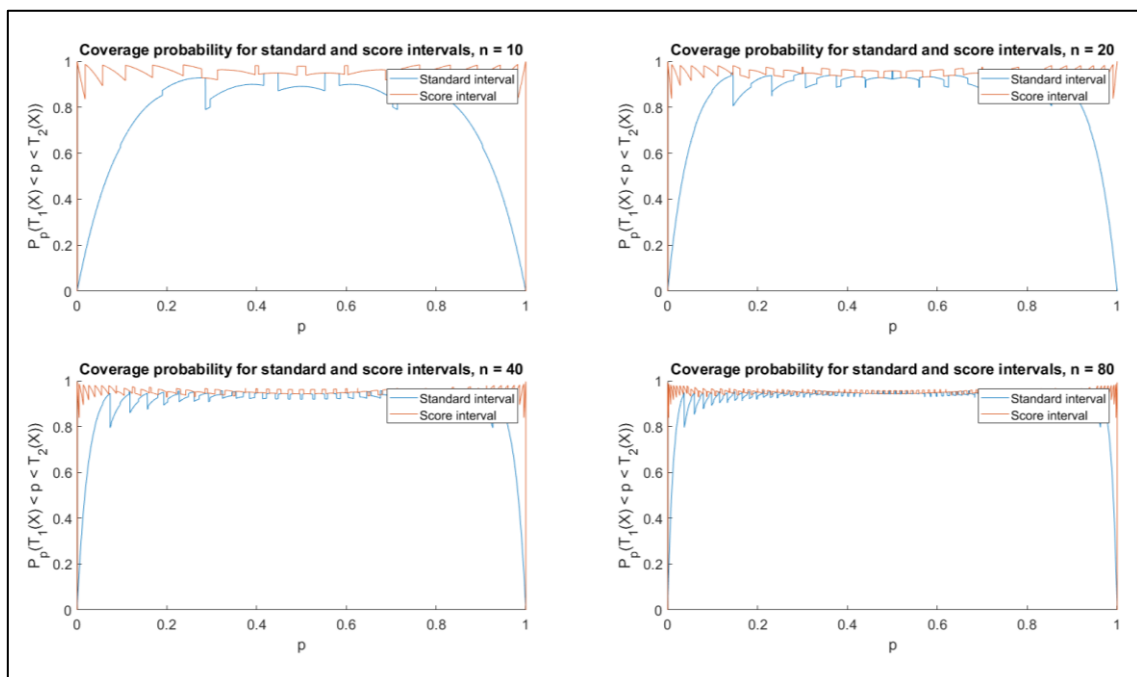 Coverage probability for standard and score intervals, n = 10
1
0.8
0.6
0.4
0.2
0
P_p(T_1(X) < p < T_2(X))
Standard interval
Score interval
0
0.2
0.4
0.6
0.8
1
p
Coverage probability for standard and score intervals, n = 20
1
0.8
0.6
0.4
0.2
0
P_p(T_1(X) < p < T_2(X))
Standard interval
Score interval
0
0.2
0.4
0.6
0.8
1
p
Coverage probability for standard and score intervals, n = 40
1
0.8
0.6
0.4
0.2
0
P_p(T_1(X) < p < T_2(X))
Standard interval
Score interval
0
0.2
0.4
0.6
0.8
1
p
Coverage probability for standard and score intervals, n = 80
1
0.8
0.6
0.4
0.2
0
P_p(T_1(X) < p < T_2(X))
Standard interval
Score interval
0
0.2
0.4
0.6
0.8
1
p